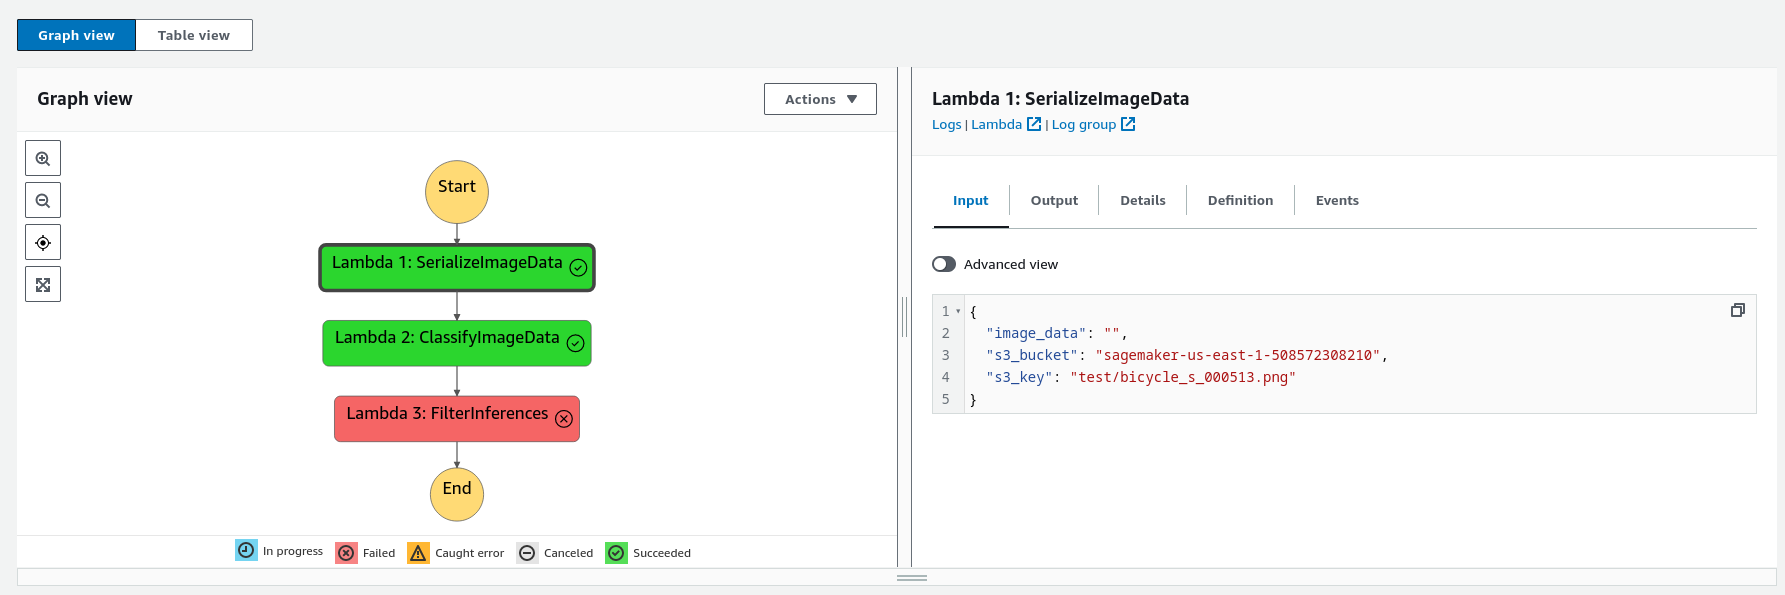 Graph view
Table view
Graph view
Actions
Start
Lambda 1: SerializeImageData
Lambda 2: ClassifyImageData
Lambda 3: FilterInferences
End
In progress
Failed
Caught error
Canceled
Succeeded
Lambda 1: SerializeImageData
Logs | Lambda | Log group
Input
Output
Details
Definition
Events
Advanced view
1 {
2 "image_data": "",
3 "s3_bucket": "sagemaker-us-east-1-508572308210",
4 "s3_key": "test/bicycle_s_000513.png"
5 }